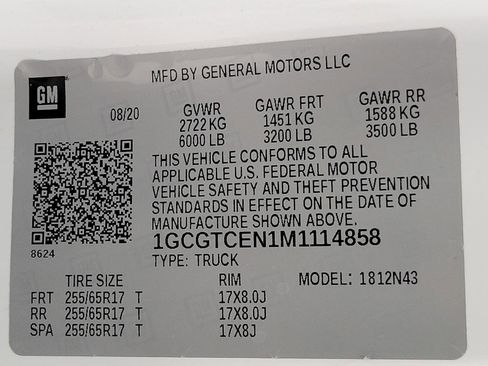 MFD BY GENERAL MOTORS LLC
GM
08/20
GVWR GAWR FRT GAWR RR
2722 KG 1451 KG 1588 KG
6000 LB 3200 LB 3500 LB
THIS VEHICLE CONFORMS TO ALL
APPLICABLE U.S. FEDERAL MOTOR
VEHICLE SAFETY AND THEFT PREVENTION
STANDARDS IN EFFECT ON THE DATE OF
MANUFACTURE SHOWN ABOVE.
1GCGTCEN1M1114858
8624
TYPE: TRUCK
TIRE SIZE RIM MODEL: 1812N43
FRT 255/65R17 T 17X8.0J
RR 255/65R17 T 17X8.0J
SPA 255/65R17 T 17X8J